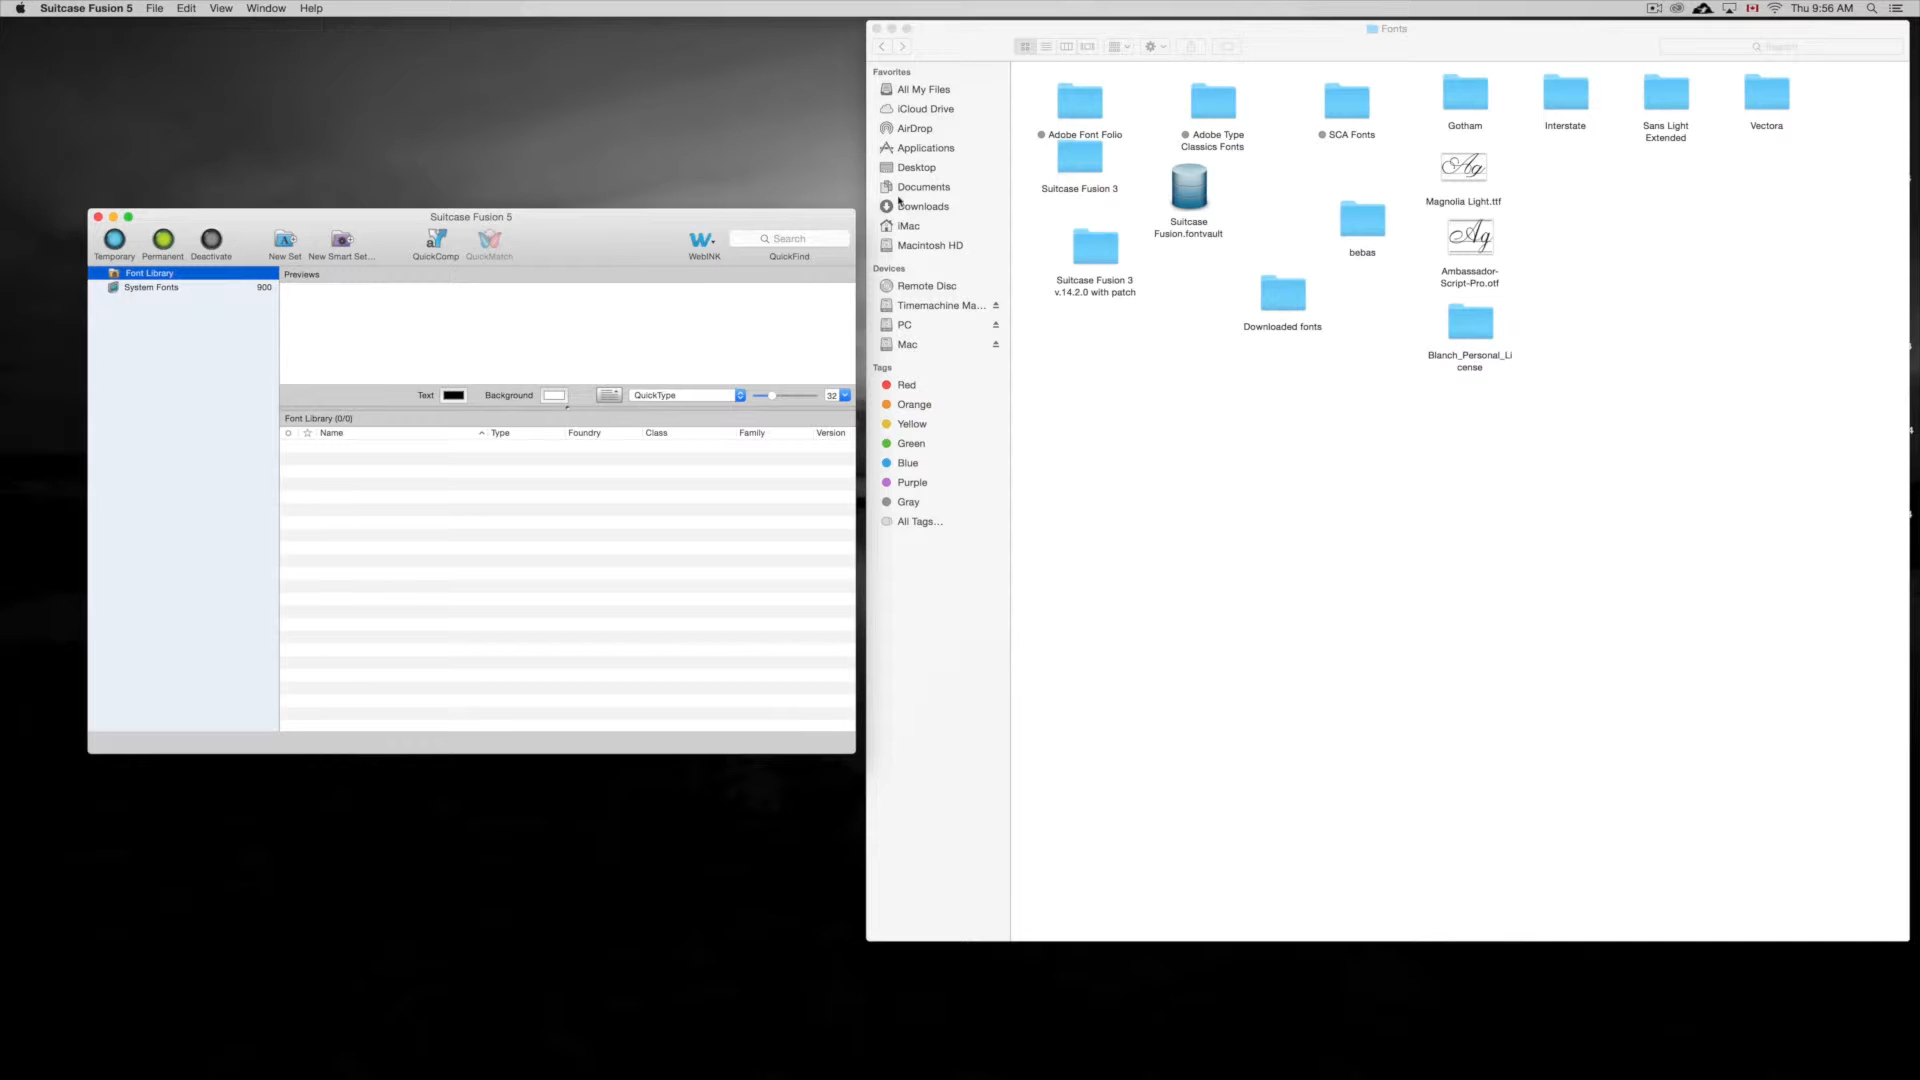 Suitcase Fusion 5 File Edit View Window Help
Thu 9:56 AM
Fonts
Search
Favorites
All My Files
iCloud Drive
AirDrop
Applications
Desktop
Documents
Downloads
iMac
Macintosh HD
Devices
Remote Disc
Timemachine Ma...
PC
Mac
Tags
Red
Orange
Yellow
Green
Blue
Purple
Gray
All Tags...
Adobe Font Folio
Adobe Type
Classics Fonts
SCA Fonts
Gotham
Interstate
Sans Light
Extended
Vectora
Suitcase Fusion 3
Suitcase
Fusion.fontvault
Ag
Magnolia Light.ttf
bebas
Ag
Ambassador-
Script-Pro.otf
Suitcase Fusion 3
v.14.2.0 with patch
Downloaded fonts
Blanch_Personal_Li
cense
Suitcase Fusion 5
Temporary Permanent Deactivate New Set New Smart Set... QuickComp QuickMatch WebINK QuickFind
Search
Font Library
System Fonts 900
Previews
Text Background QuickType 32
Font Library (0/0)
Name Type Foundry Class Family Version